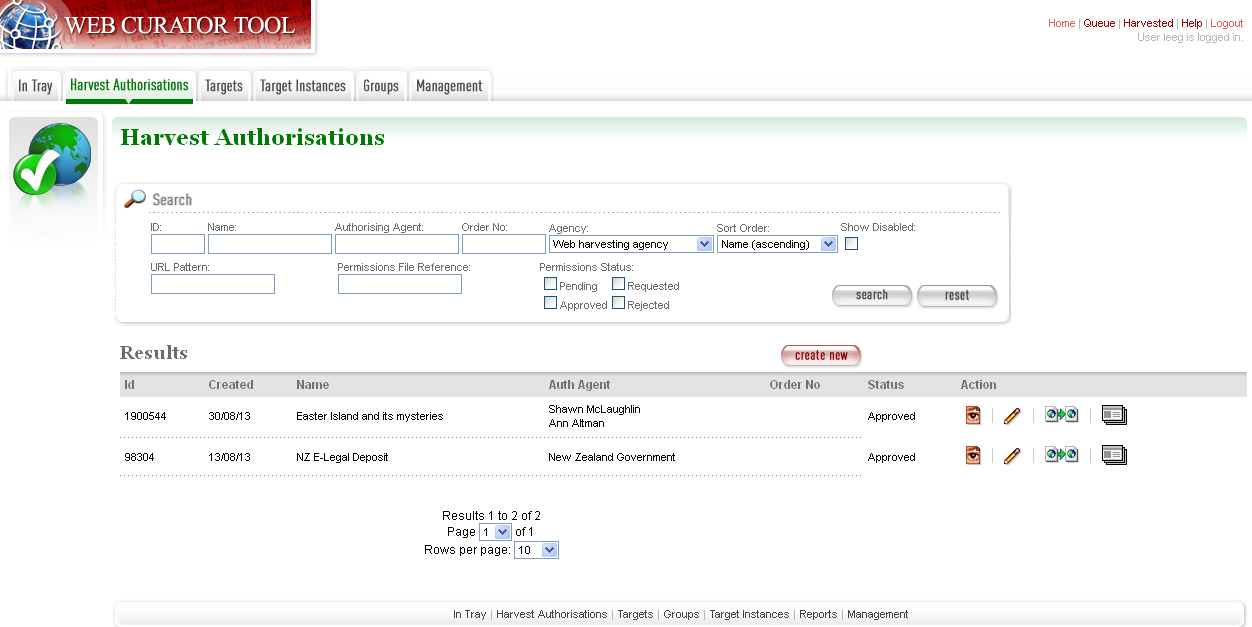 WEB CURATOR TOOL
Home | Queue | Harvested | Help | Logout
User leeg is logged in.
In Tray Harvest Authorisations Targets Target Instances Groups Management
Harvest Authorisations
Search
ID: Name: Authorising Agent: Order No: Agency: Sort Order: Show Disabled:
Web harvesting agency Name (ascending)
URL Pattern: Permissions File Reference: Permissions Status:
Pending Requested
Approved Rejected
search reset
Results
create new
Id Created Name Auth Agent Order No Status Action
1900544 30/08/13 Easter Island and its mysteries Shawn McLaughlin Approved
Ann Altman
98304 13/08/13 NZ E-Legal Deposit New Zealand Government Approved
Results 1 to 2 of 2
Page 1 of 1
Rows per page: 10
In Tray | Harvest Authorisations | Targets | Groups | Target Instances | Reports | Management